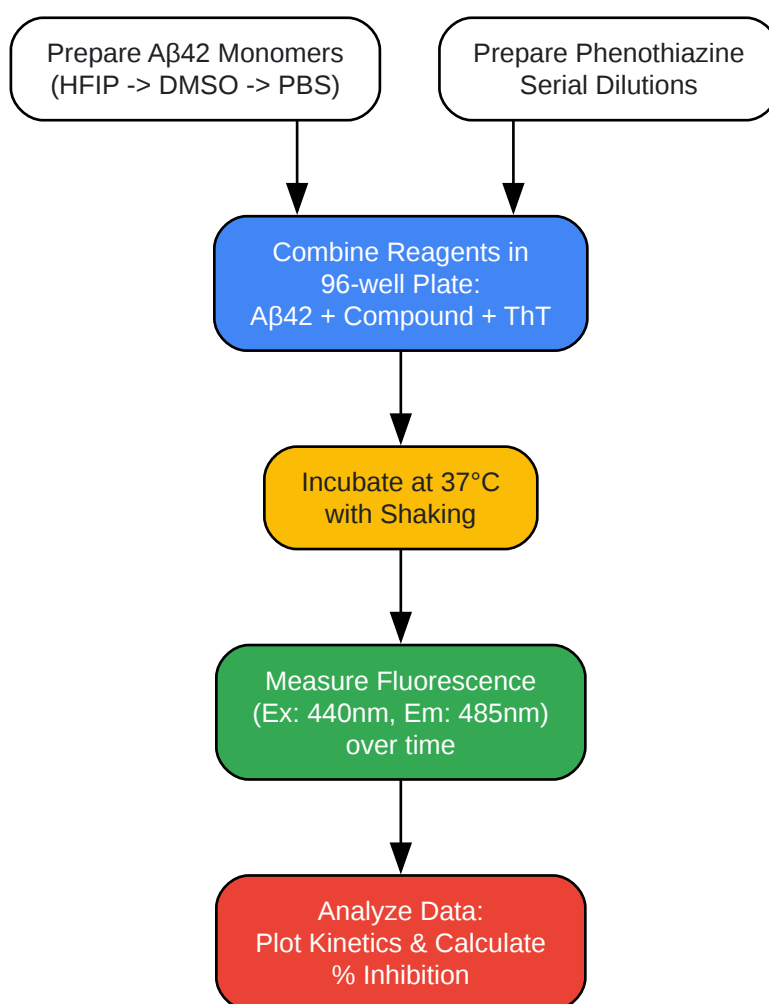 Prepare Aβ42 Monomers
(HFIP -> DMSO -> PBS)
Prepare Phenothiazine
Serial Dilutions
Combine Reagents in
96-well Plate:
Aβ42 + Compound + ThT
Incubate at 37°C
with Shaking
Measure Fluorescence
(Ex: 440nm, Em: 485nm)
over time
Analyze Data:
Plot Kinetics & Calculate
% Inhibition